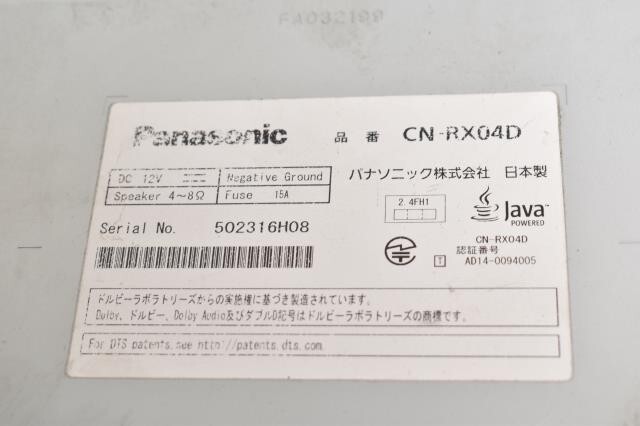 FA032199
Panasonic 品番 CN-RX04D
DC 12V Negative Ground
Speaker 4~8Ω Fuse 15A
パナソニック株式会社 日本製
2.4FH1
Java
POWERED
Serial No. 502316H08
CN-RX04D
認証番号
T AD14-0094005
ドルビーラボラトリーズからの実施権に基づき製造されています。
Dolby、ドルビー、Dolby Audio及びダブルD記号はドルビーラボラトリーズの商標です。
For DTS patents,see http://patents.dts.com